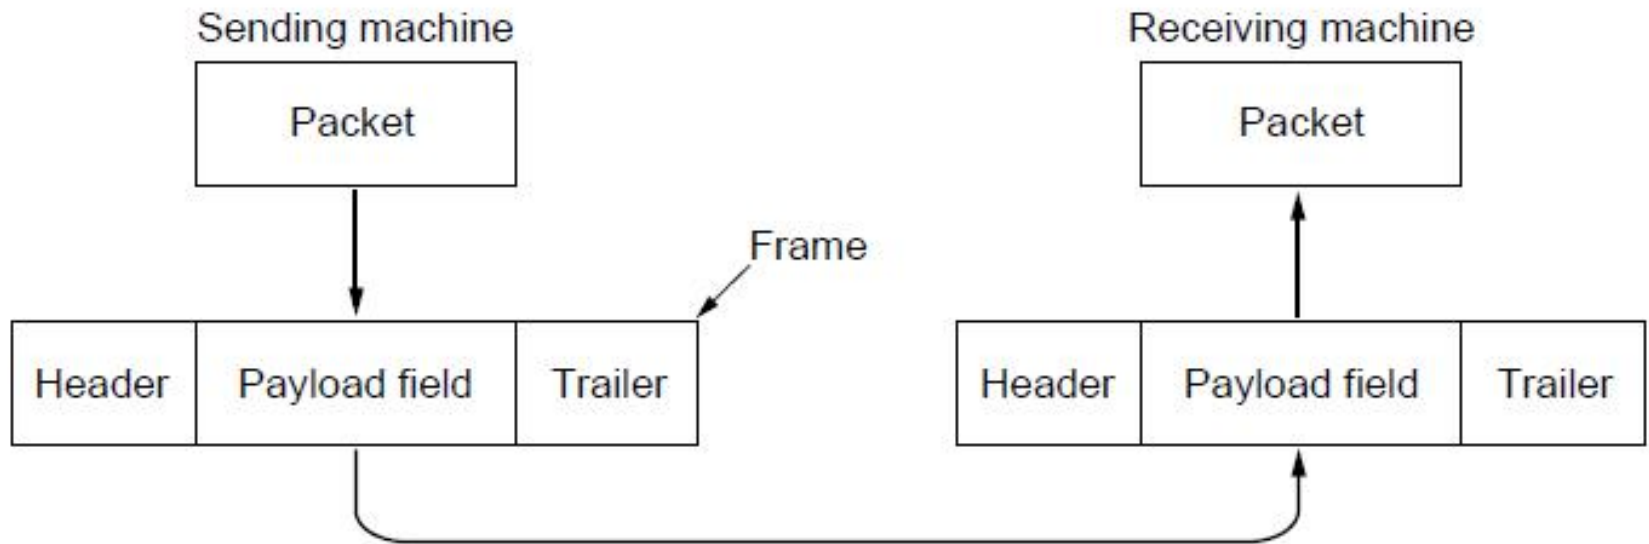 Sending machine
Receiving machine
Packet
Packet
Frame
Header
Payload field
Trailer
Header
Payload field
Trailer